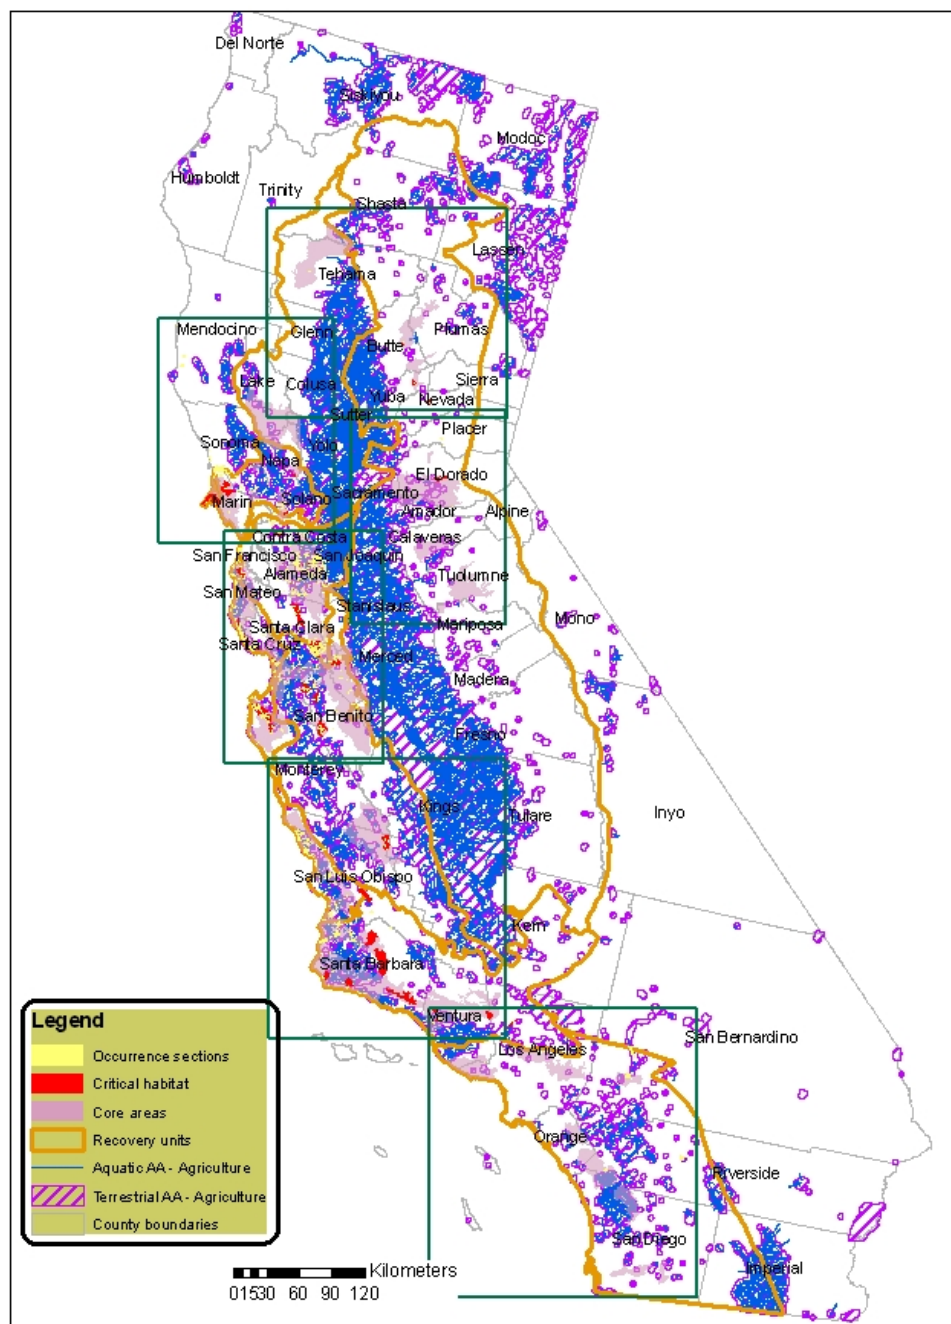 Del Norte
Siskiyou
Modoc
Humboldt
Trinity
Shasta
Lassen
Tehama
Mendocino
Glenn
Plumas
Butte
Lake
Colusa
Sierra
Yuba
Nevada
Sutter
Placer
Sonoma
Yolo
Napa
El Dorado
Solano
Sacramento
Marin
Amador
Alpine
Contra Costa
Calaveras
San Francisco
San Joaquin
Alameda
Tuolumne
San Mateo
Stanislaus
Mono
Santa Clara
Mariposa
Santa Cruz
Merced
Madera
San Benito
Fresno
Monterey
Kings
Tulare
Inyo
San Luis Obispo
Kern
Santa Barbara
Ventura
San Bernardino
Los Angeles
Orange
Riverside
San Diego
Imperial
Legend
Occurrence sections
Critical habitat
Core areas
Recovery units
Aquatic AA - Agriculture
Terrestrial AA - Agriculture
County boundaries
Kilometers
01530 60 90 120